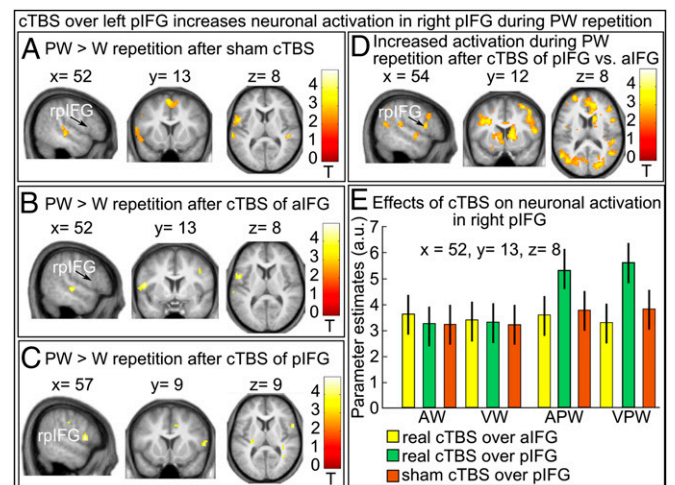 cTBS over left pIFG increases neuronal activation in right pIFG during PW repetition
A PW > W repetition after sham cTBS
x= 52 y= 13 z= 8
rpIFG
4
3
2
1
0
T
B PW > W repetition after cTBS of aIFG
x= 52 y= 13 z= 8
rpIFG
4
3
2
1
0
T
C PW > W repetition after cTBS of pIFG
x= 57 y= 9 z= 9
rpIFG
4
3
2
1
0
T
D Increased activation during PW
repetition after cTBS of pIFG vs. aIFG
x= 54 y= 12 z= 8
rpIFG
4
3
2
1
0
T
E Effects of cTBS on neuronal activation
in right pIFG
x = 52, y= 13, z= 8
Parameter estimates (a.u.)
7
6
5
4
3
2
1
0
AW VW APW VPW
real cTBS over aIFG
real cTBS over pIFG
sham cTBS over pIFG